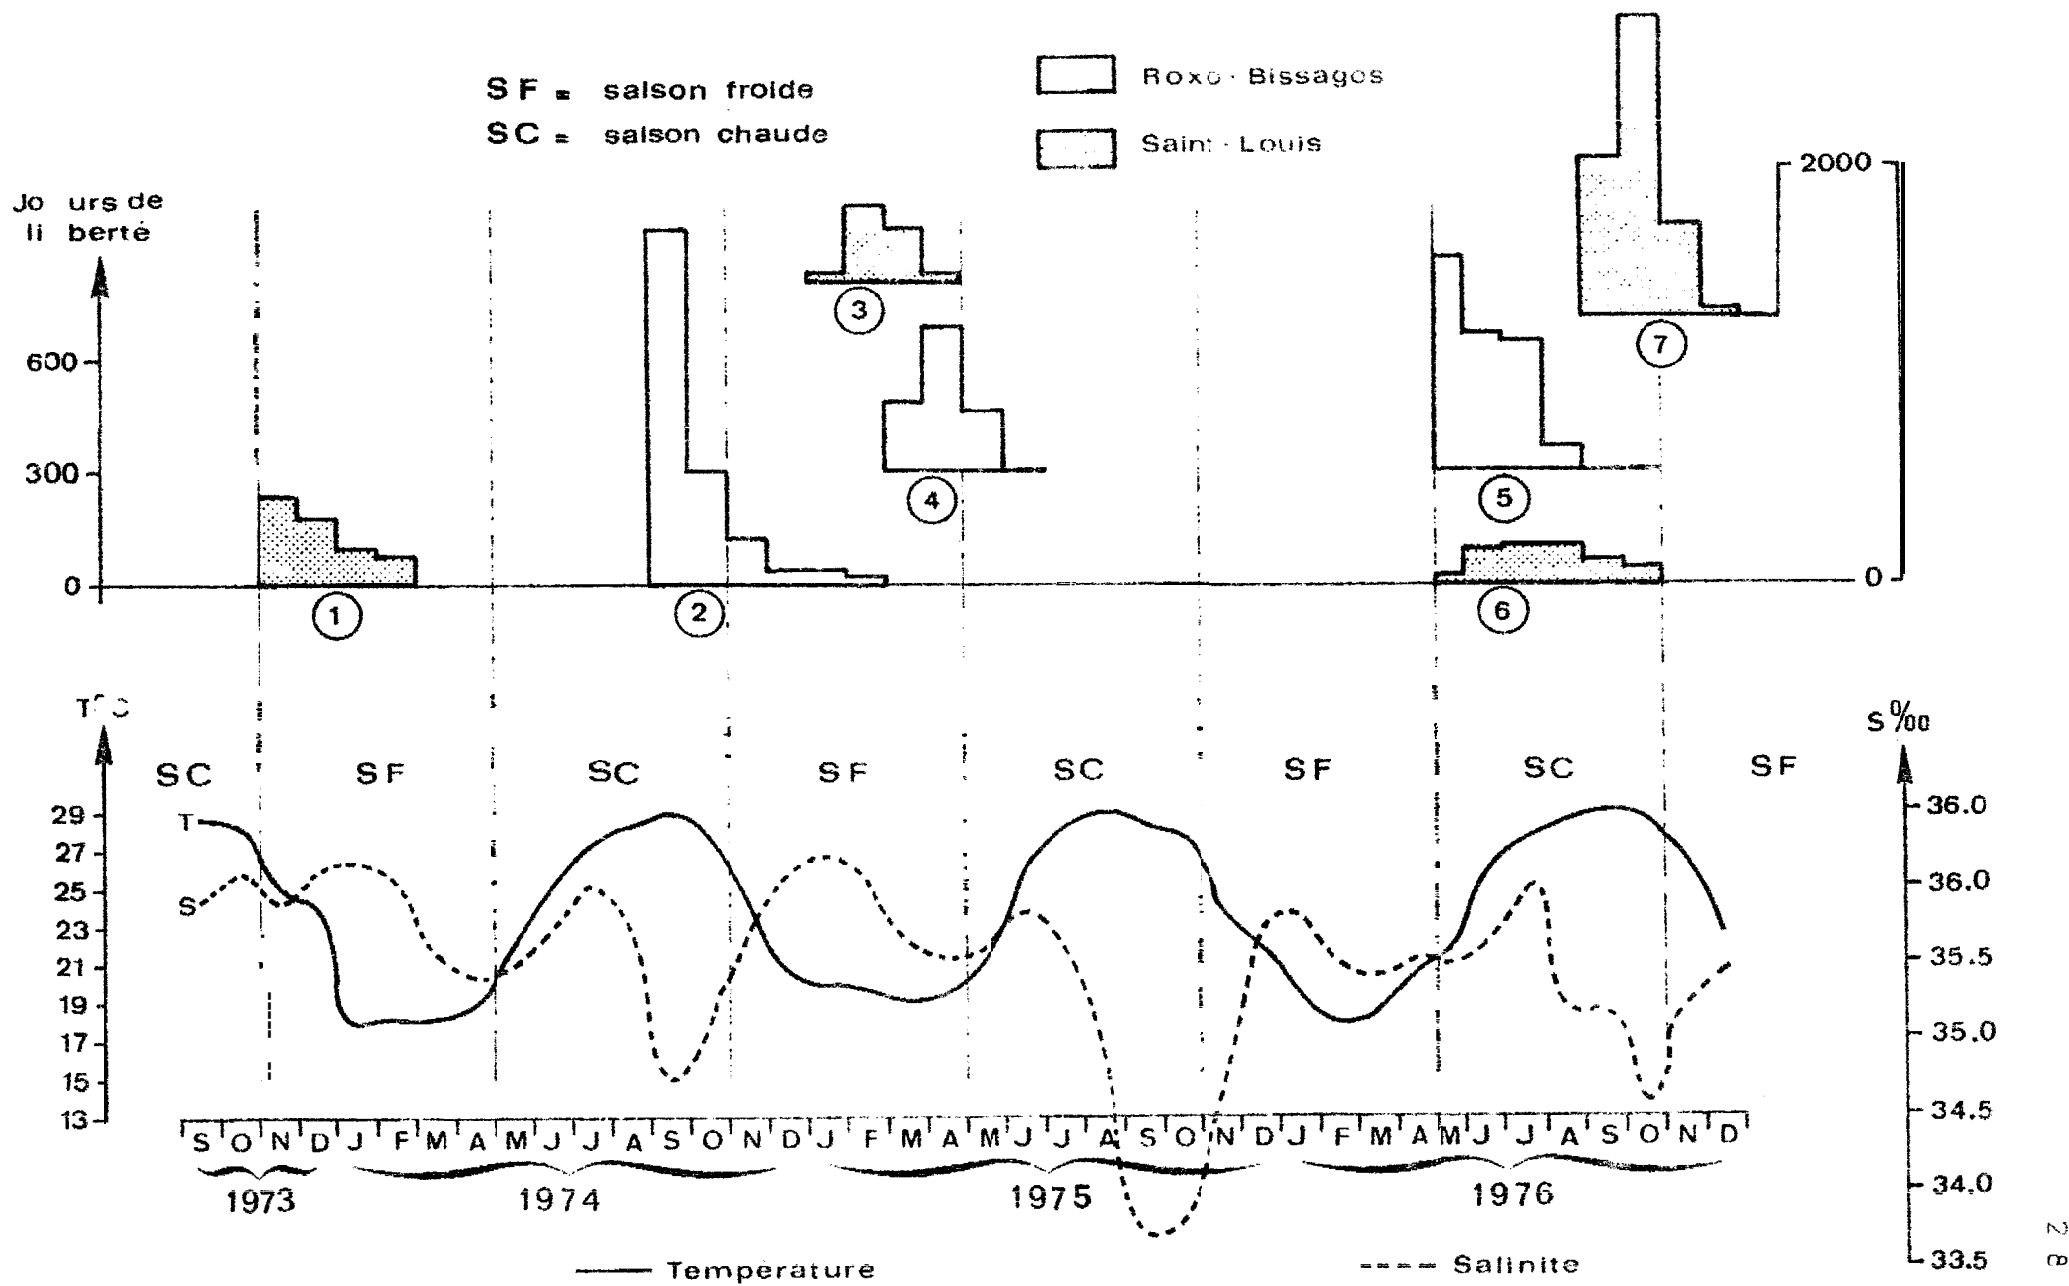 SF = saison froide
SC = saison chaude
Roxo - Bissagos
Saint - Louis
Jo urs de
li berté
600
300
0
2000
0
1
2
3
4
5
6
7
T°C
S‰
SC SF SC SF SC SF SC SF
29
27
25
23
21
19
17
15
13
T
S
36.0
36.0
35.5
35.0
34.5
34.0
33.5
S O N D J F M A M J J A S O N D J F M A M J J A S O N D J F M A M J J A S O N D
1973 1974 1975 1976
Température
Salinite
28